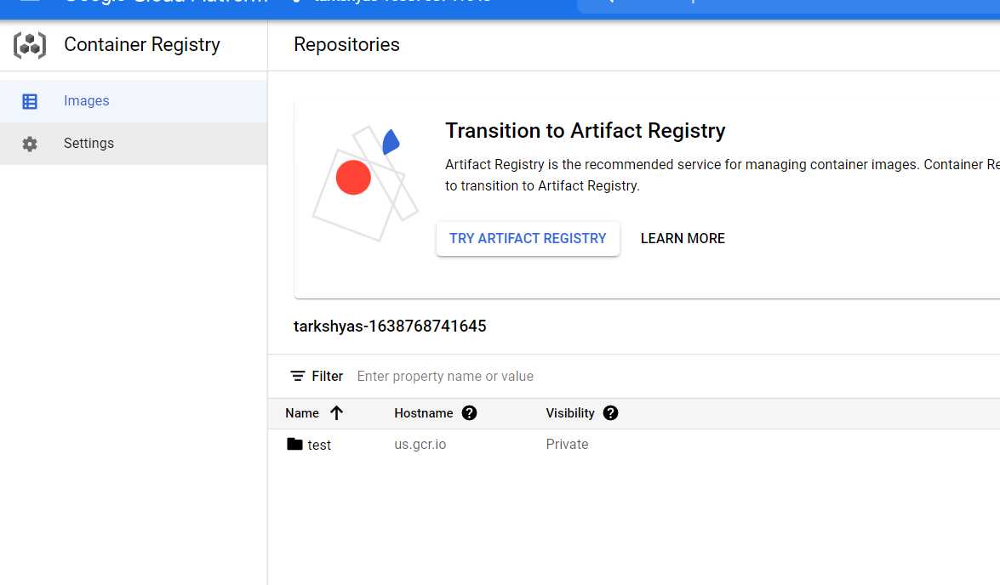 Container Registry
Repositories
Images
Settings
Transition to Artifact Registry
Artifact Registry is the recommended service for managing container images. Container Re
to transition to Artifact Registry.
TRY ARTIFACT REGISTRY
LEARN MORE
tarkshyas-1638768741645
Filter Enter property name or value
Name Hostname Visibility
test us.gcr.io Private